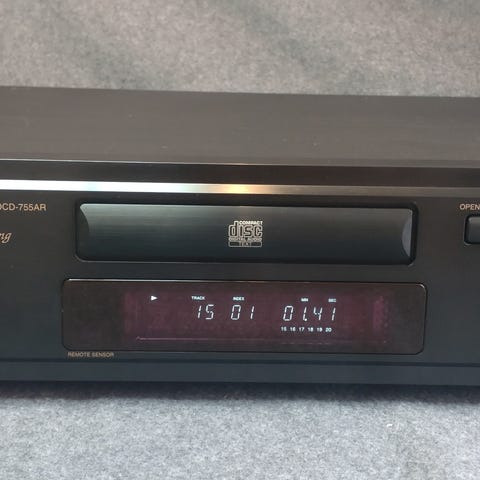 DCD-755AR
OPEN
COMPACT
disc
DIGITAL AUDIO
TEXT
TRACK INDEX MIN SEC
15 01 01.41
15 16 17 18 19 20
REMOTE SENSOR